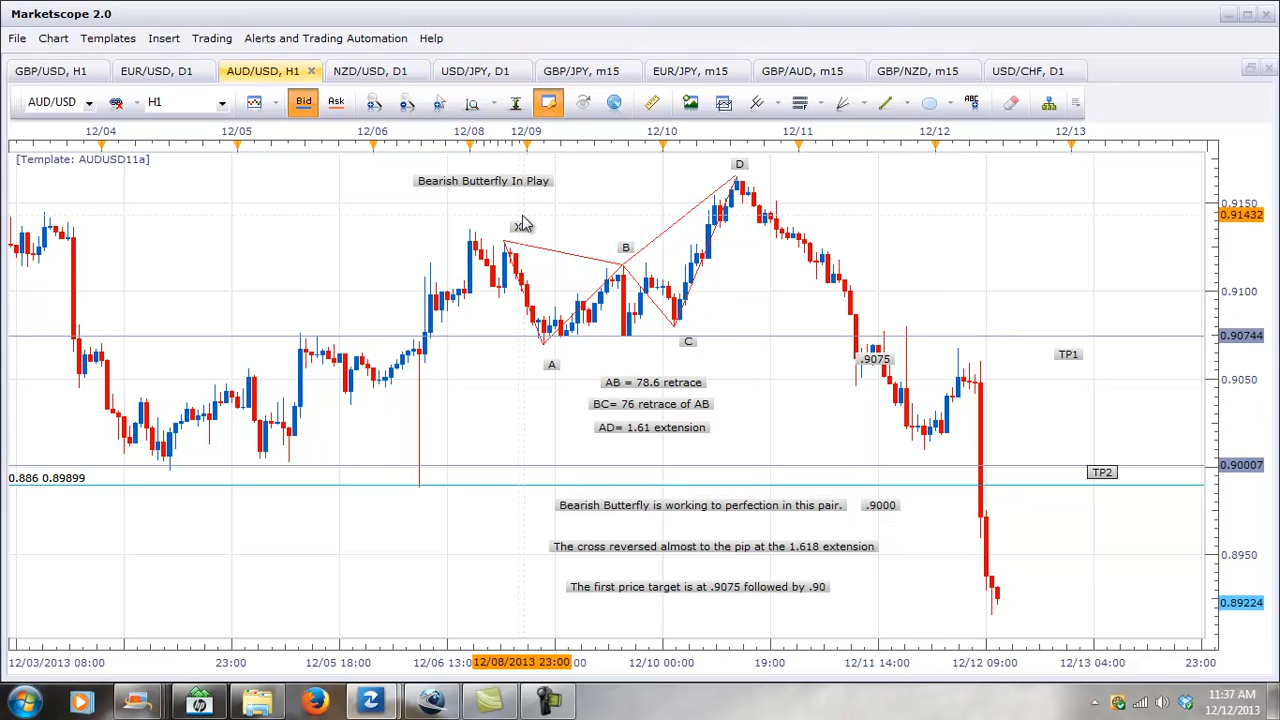 Marketscope 2.0
File Chart Templates Insert Trading Alerts and Trading Automation Help
GBP/USD, H1 EUR/USD, D1 AUD/USD, H1 NZD/USD, D1 USD/JPY, D1 GBP/JPY, m15 EUR/JPY, m15 GBP/AUD m15 GBP/NZD, m15 USD/CHF, D1
AUD/USD H1 Bid Ask ABC
12/04 12/05 12/06 12/08 12/09 12/10 12/11 12/12 12/13
[Template: AUDUSD11a]
D
Bearish Butterfly In Play
0.9150
0.91432
X
B
0.9100
0.90744
C
A
.9075
TP1
0.9050
AB = 78.6 retrace
BC= 76 retrace of AB
AD= 1.61 extension
0.90007
TP2
0.886 0.89899
Bearish Butterfly is working to perfection in this pair. .9000
The cross reversed almost to the pip at the 1.618 extension
0.8950
The first price target is at .9075 followed by .90
0.89224
12/03/2013 08:00 23:00 12/05 18:00 12/06 13:0 12/08/2013 23:00 00 12/10 00:00 19:00 12/11 14:00 12/12 09:00 12/13 04:00 23:00
11:37 AM
12/12/2013